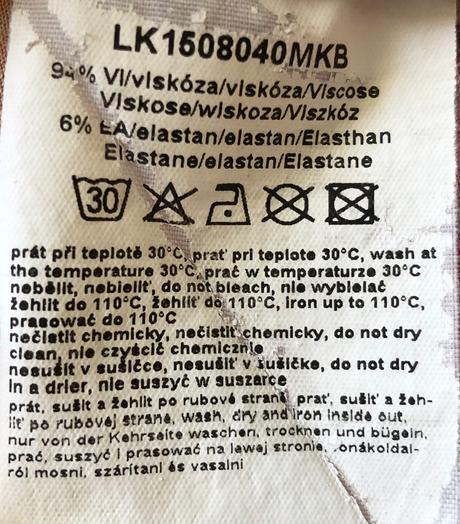 LK1508040MKB
94% VI/viskóza/viskóza/Viscose
Viskose/wiskoza/Viszkóz
6% EA/elastan/elastan/Elasthan
Elastane/elastan/Elastane
30
prát při teplotě 30°C, prať pri teplote 30°C, wash at
the temperature 30°C, prać w temperaturze 30°C
nebělit, nebieliť, do not bleach, nie wybielać
žehlit do 110°C, žehliť do 110°C, iron up to 110°C,
prasować do 110°C
nečistit chemicky, nečistiť chemicky, do not dry
clean, nie czyścić chemicznie
nesušit v sušičce, nesušiť v sušičke, do not dry
in a drier, nie suszyć w suszarce
prát, sušit a žehlit po rubové straně prať, sušiť a žeh-
liť po rubovej strane, wash, dry and iron inside out,
nur von der Kehrseite waschen, trocknen und bügeln,
prać, suszyć i prasować na lewej stronie, .onákoldal-
ról mosni, szárítani és vasalni